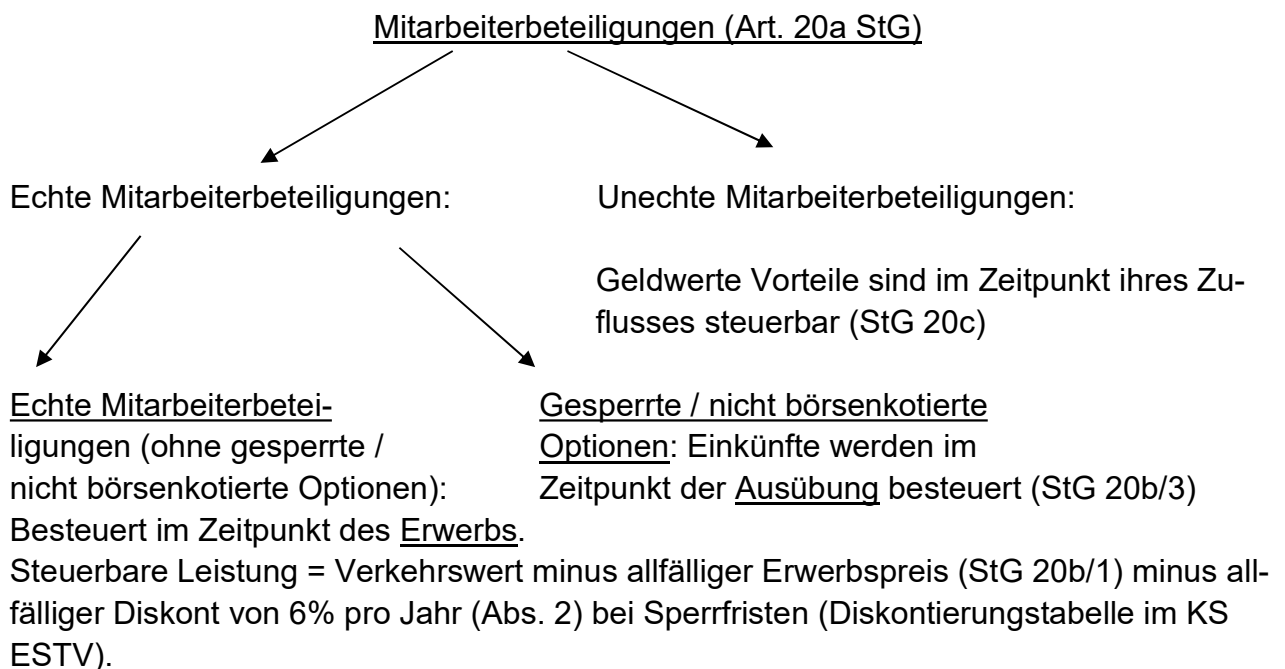 Mitarbeiterbeteiligungen (Art. 20a StG)
Echte Mitarbeiterbeteiligungen:
Unechte Mitarbeiterbeteiligungen:
Geldwerte Vorteile sind im Zeitpunkt ihres Zu-
flusses steuerbar (StG 20c)
Echte Mitarbeiterbetei-
ligungen (ohne gesperrte /
nicht börsenkotierte Optionen):
Besteuert im Zeitpunkt des Erwerbs.
Gesperrte / nicht börsenkotierte
Optionen: Einkünfte werden im
Zeitpunkt der Ausübung besteuert (StG 20b/3)
Steuerbare Leistung = Verkehrswert minus allfälliger Erwerbspreis (StG 20b/1) minus all-
fälliger Diskont von 6% pro Jahr (Abs. 2) bei Sperrfristen (Diskontierungstabelle im KS
ESTV).